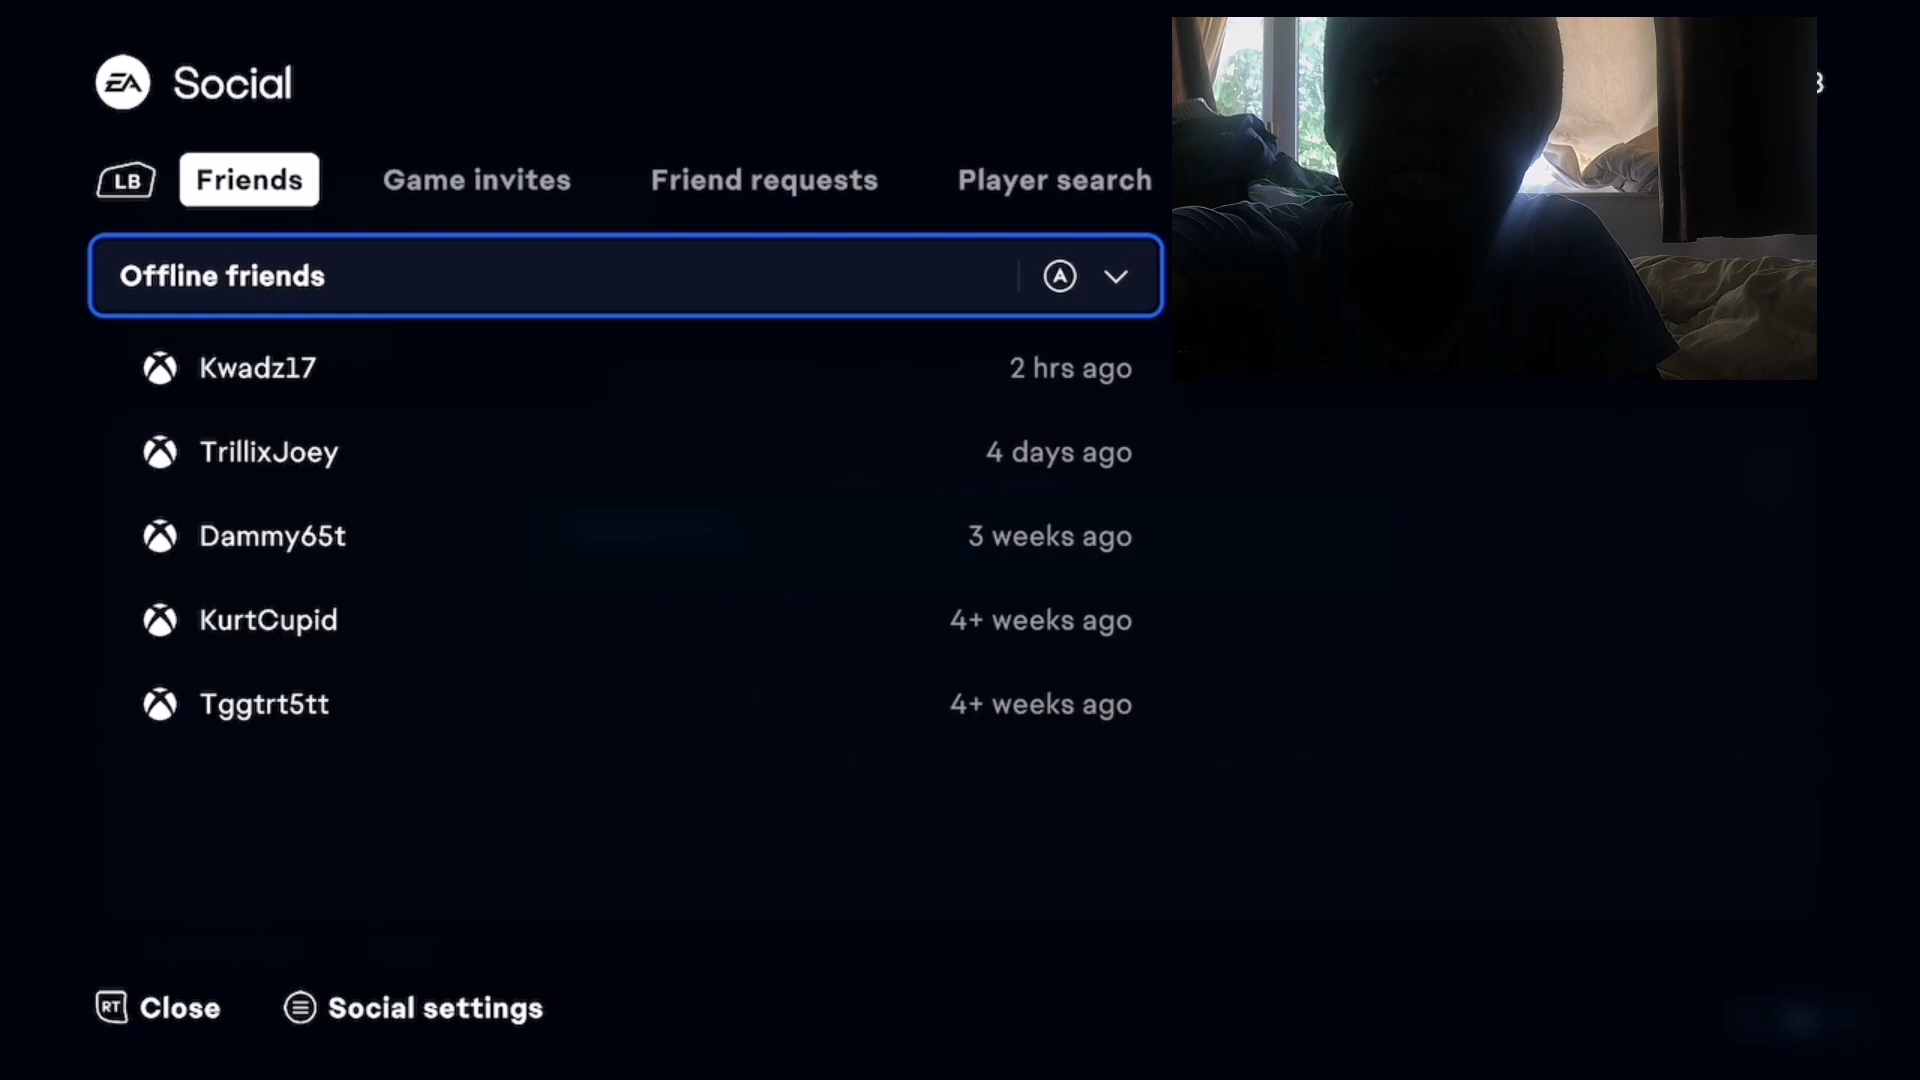 EA Social
LB Friends Game invites Friend requests Player search
Offline friends A
Kwadz17 2 hrs ago
TrillixJoey 4 days ago
Dammy65t 3 weeks ago
KurtCupid 4+ weeks ago
Tggtrt5tt 4+ weeks ago
RT Close Social settings